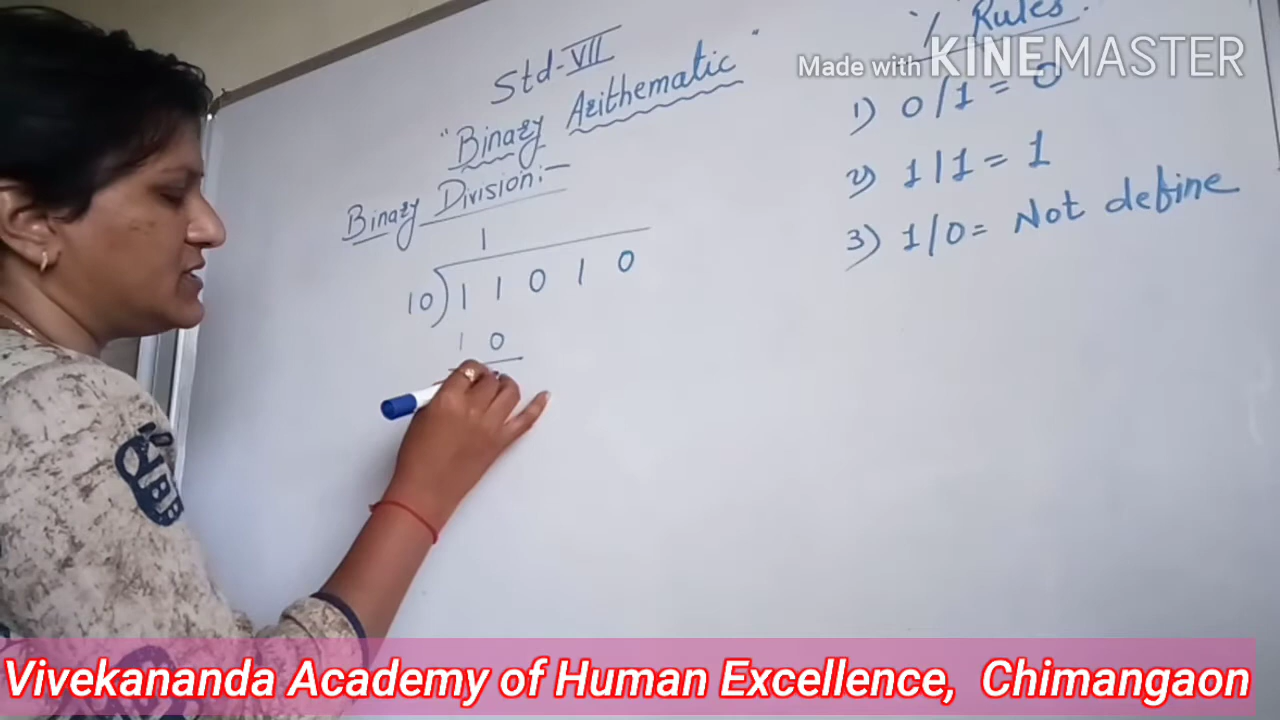 Std-VII
"Binary Arithematic"
Binary Division:-
1
10) 1 1 0 1 0
1 0
% Rules.
Made with KINEMASTER
1) 0/1 = 0
2) 1/1 = 1
3) 1/0 = Not define
Vivekananda Academy of Human Excellence, Chimangaon